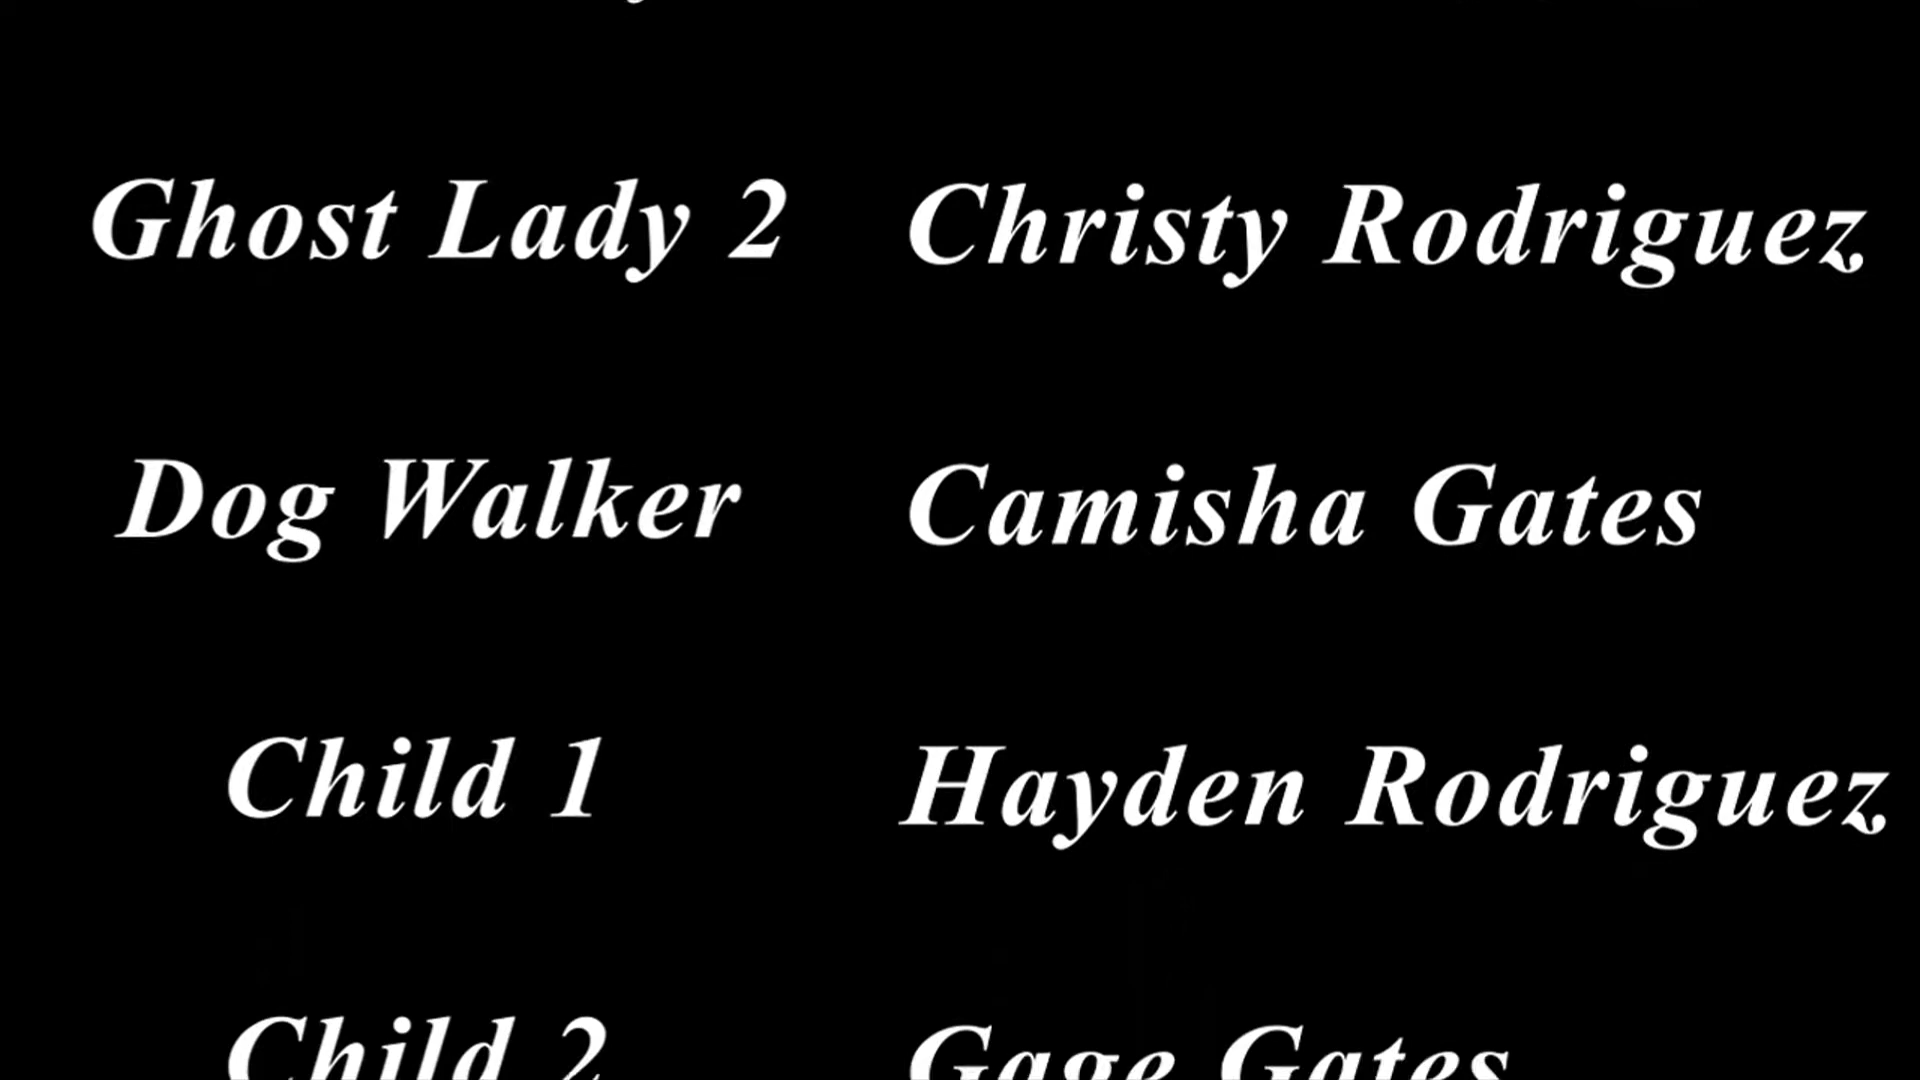 Ghost Lady 2 Christy Rodriguez
Dog Walker Camisha Gates
Child 1 Hayden Rodriguez
Child 2 Gage Gates